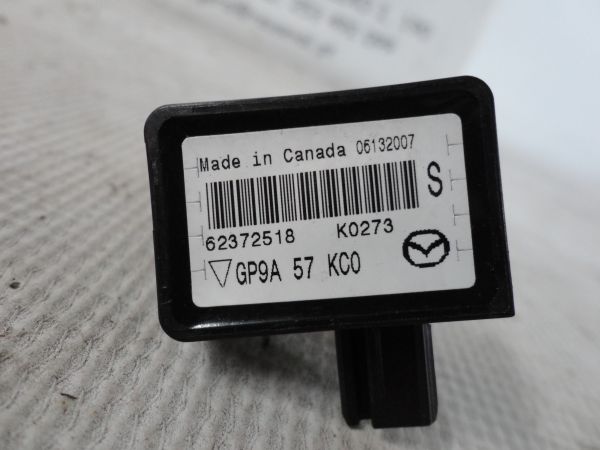 Made in Canada 06132007
S
62372518 K0273
GP9A 57 KC0